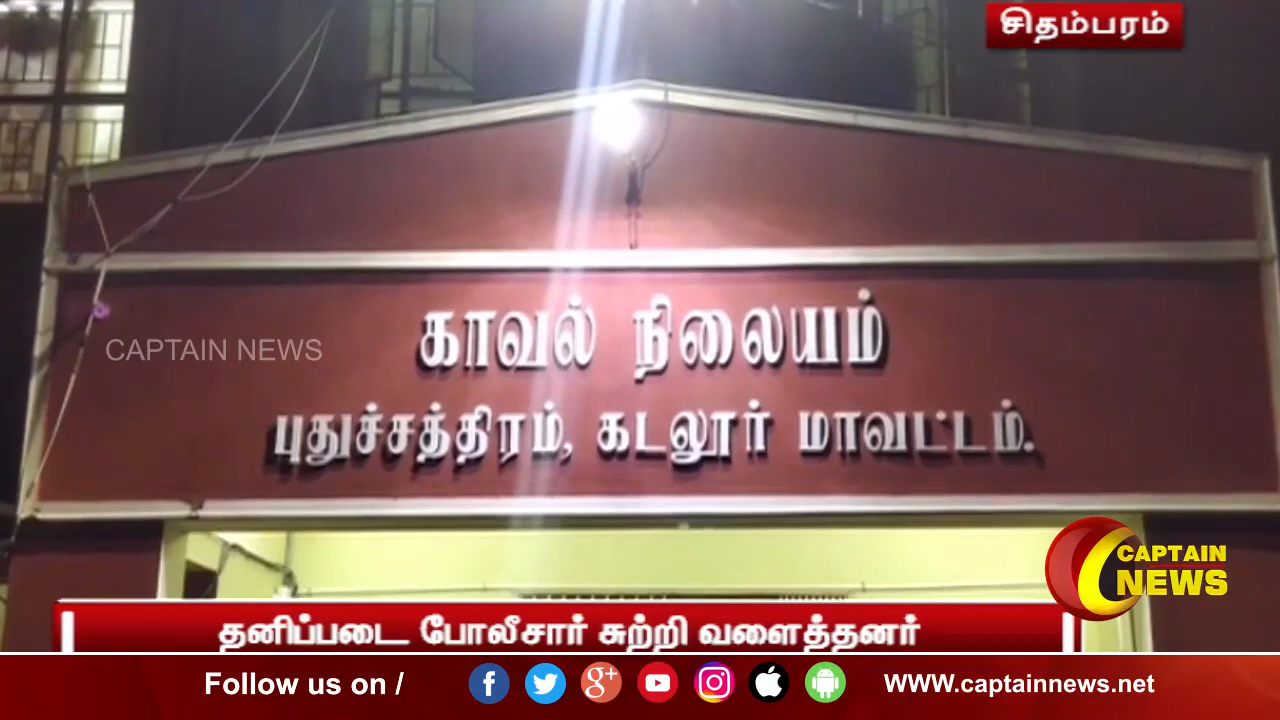 சிதம்பரம்
காவல் நிலையம்
CAPTAIN NEWS
புதுச்சத்திரம், கடலூர் மாவட்டம்.
CAPTAIN
NEWS
தனிப்படை போலீசார் சுற்றி வளைத்தனர்
Follow us on /
WWW.captainnews.net